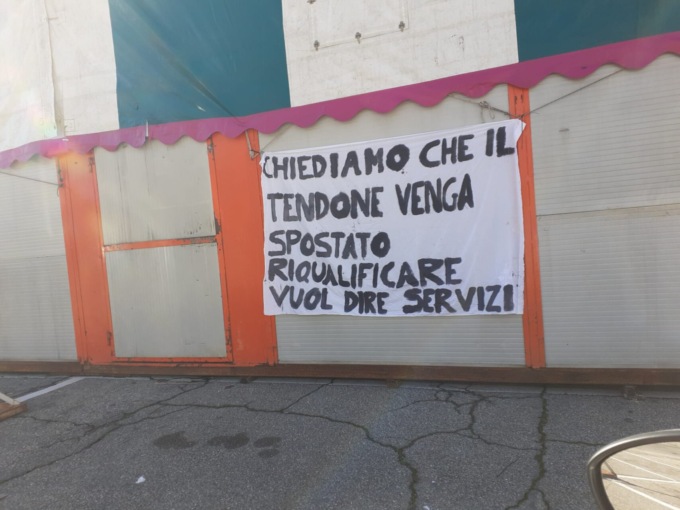 CHIEDIAMO CHE IL
TENDONE VENGA
SPOSTATO
RIQUALIFICARE
VUOL DIRE SERVIZI